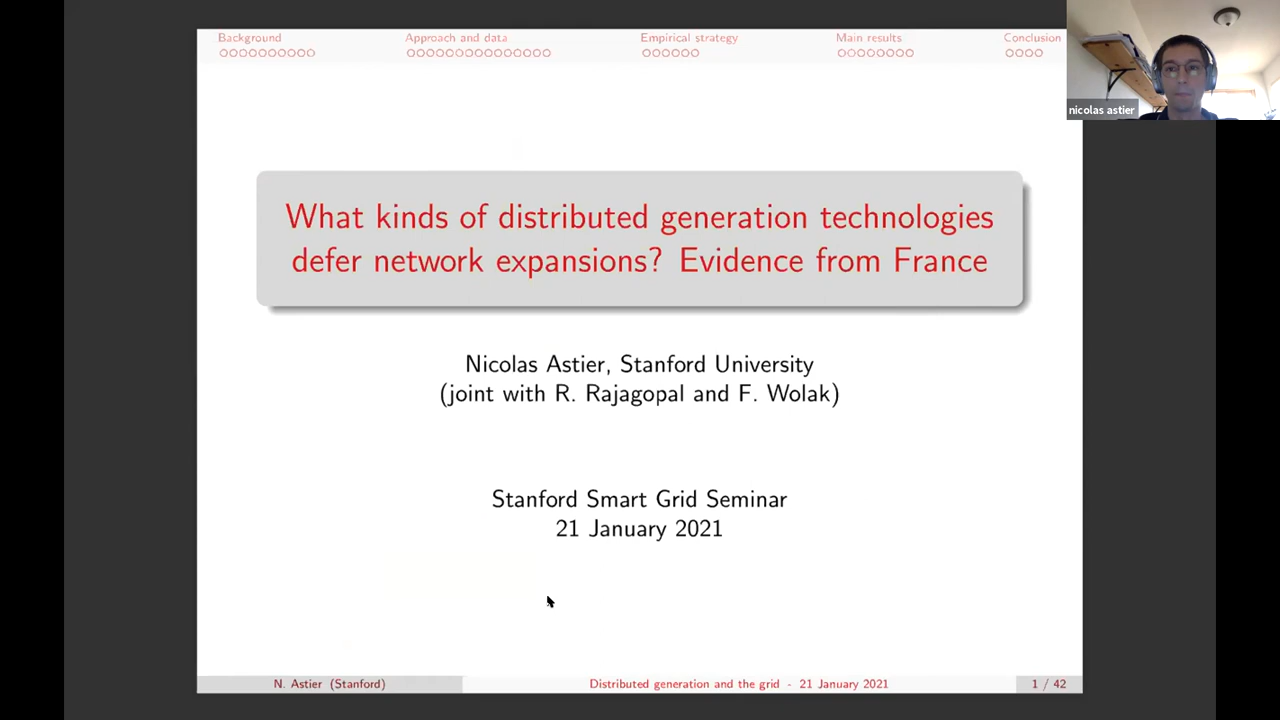 Background Approach and data Empirical strategy Main results Conclusion
nicolas astier
What kinds of distributed generation technologies
defer network expansions? Evidence from France
Nicolas Astier, Stanford University
(joint with R. Rajagopal and F. Wolak)
Stanford Smart Grid Seminar
21 January 2021
N. Astier (Stanford) Distributed generation and the grid - 21 January 2021 1 / 42